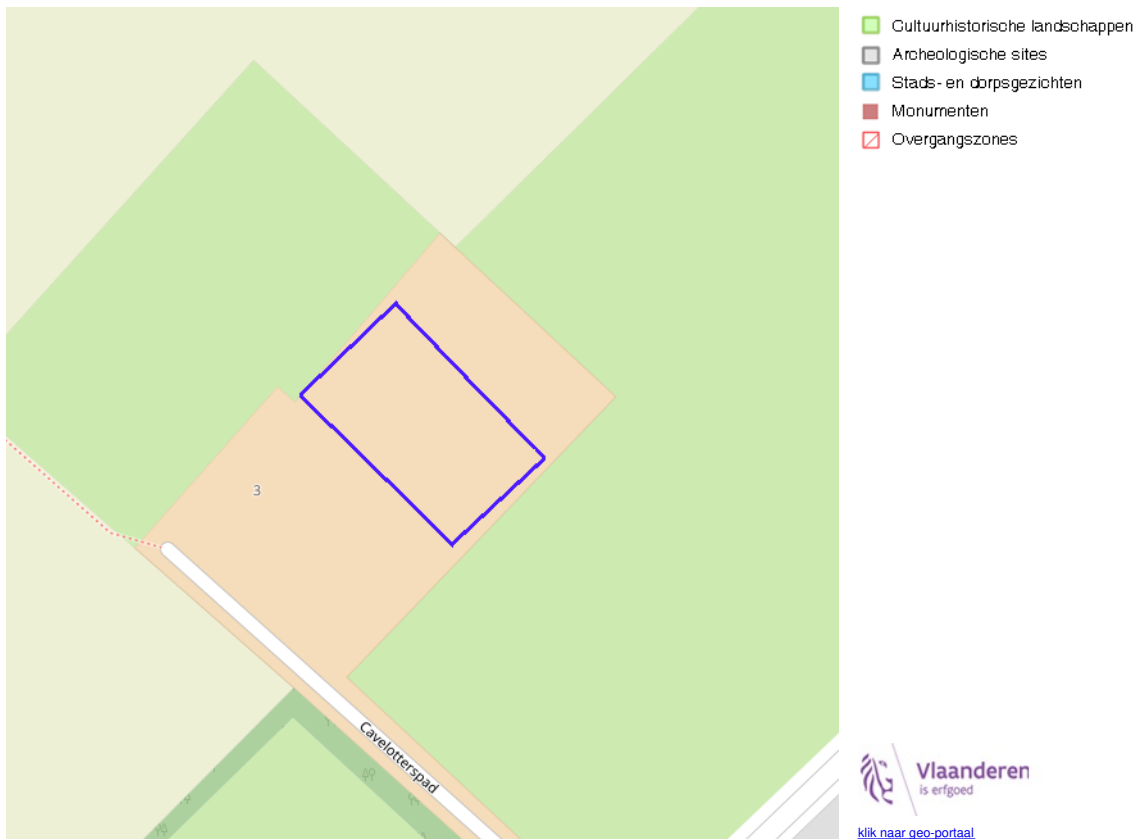 Cultuurhistorische landschappen
Archeologische sites
Stads- en dorpsgezichten
Monumenten
Overgangszones
3
Cavelotterspad
Vlaanderen
is erfgoed
klik naar geo-portaal